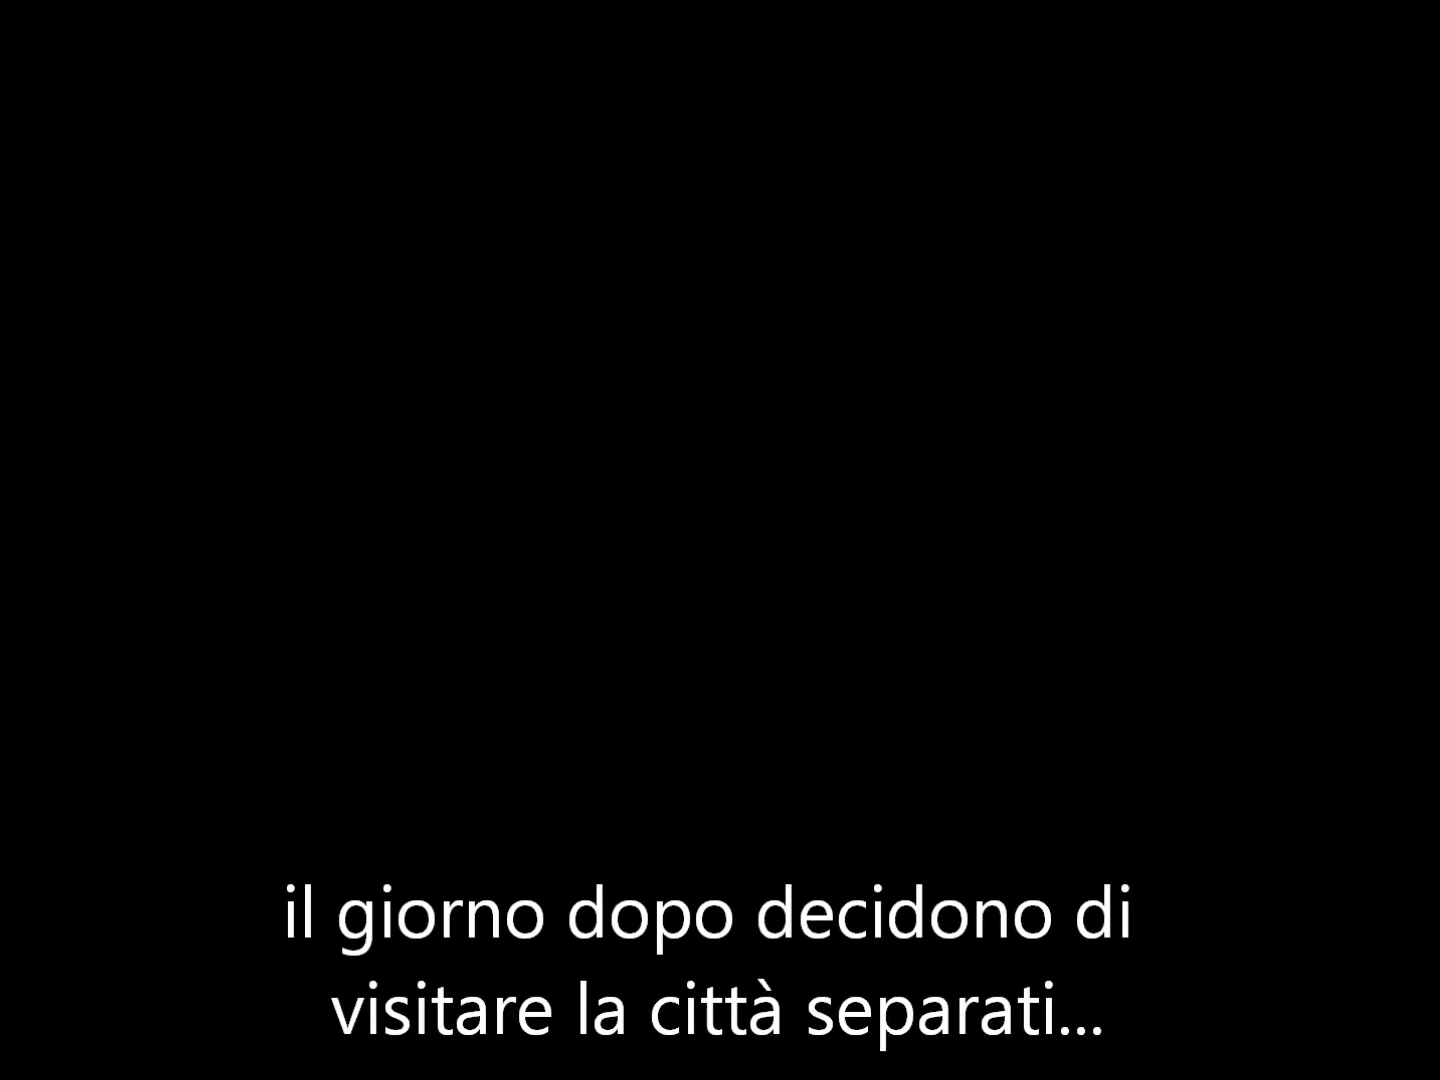 il giorno dopo decidono di
visitare la città separati...